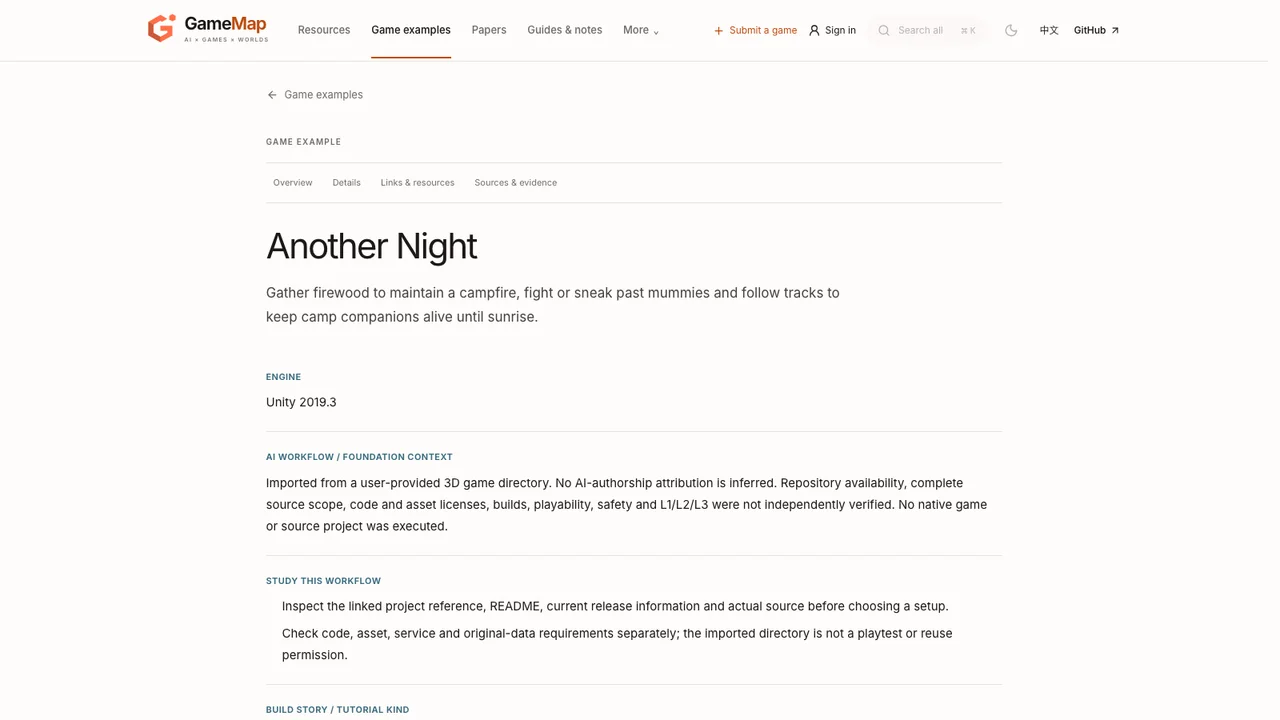 GameMap
AI × GAMES × WORLDS
Resources
Game examples
Papers
Guides & notes
More
Submit a game
Sign in
Search all
⌘ K
中文
GitHub
Game examples
GAME EXAMPLE
Overview
Details
Links & resources
Sources & evidence
Another Night
Gather firewood to maintain a campfire, fight or sneak past mummies and follow tracks to
keep camp companions alive until sunrise.
ENGINE
Unity 2019.3
AI WORKFLOW / FOUNDATION CONTEXT
Imported from a user-provided 3D game directory. No AI-authorship attribution is inferred. Repository availability, complete
source scope, code and asset licenses, builds, playability, safety and L1/L2/L3 were not independently verified. No native game
or source project was executed.
STUDY THIS WORKFLOW
Inspect the linked project reference, README, current release information and actual source before choosing a setup.
Check code, asset, service and original-data requirements separately; the imported directory is not a playtest or reuse
permission.
BUILD STORY / TUTORIAL KIND